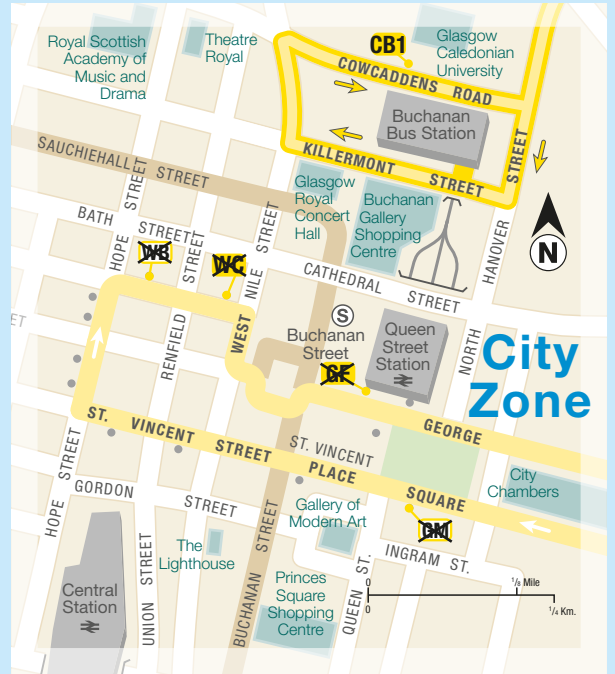 Royal Scottish
Academy of
Music and
Drama
Theatre
Royal
CB1
Glasgow
Caledonian
University
COWCADDENS ROAD
Buchanan
Bus Station
KILLERMONT STREET
STREET
HANOVER
NORTH
SAUCHIEHALL STREET
Glasgow
Royal
Concert
Hall
Buchanan
Gallery
Shopping
Centre
N
BATH STREET
HOPE STREET
WB
WC
RENFIELD STREET
WEST NILE STREET
CATHEDRAL STREET
ET
S
Buchanan
Street
Queen
Street
Station
GF
City
Zone
GEORGE
ST. VINCENT STREET
ST. VINCENT
PLACE
SQUARE
City
Chambers
HOPE STREET
GORDON STREET
Gallery of
Modern Art
GM
INGRAM ST.
The
Lighthouse
UNION STREET
BUCHANAN STREET
Princes
Square
Shopping
Centre
QUEEN ST.
Central
Station
0 1/8 Mile
0 1/4 Km.